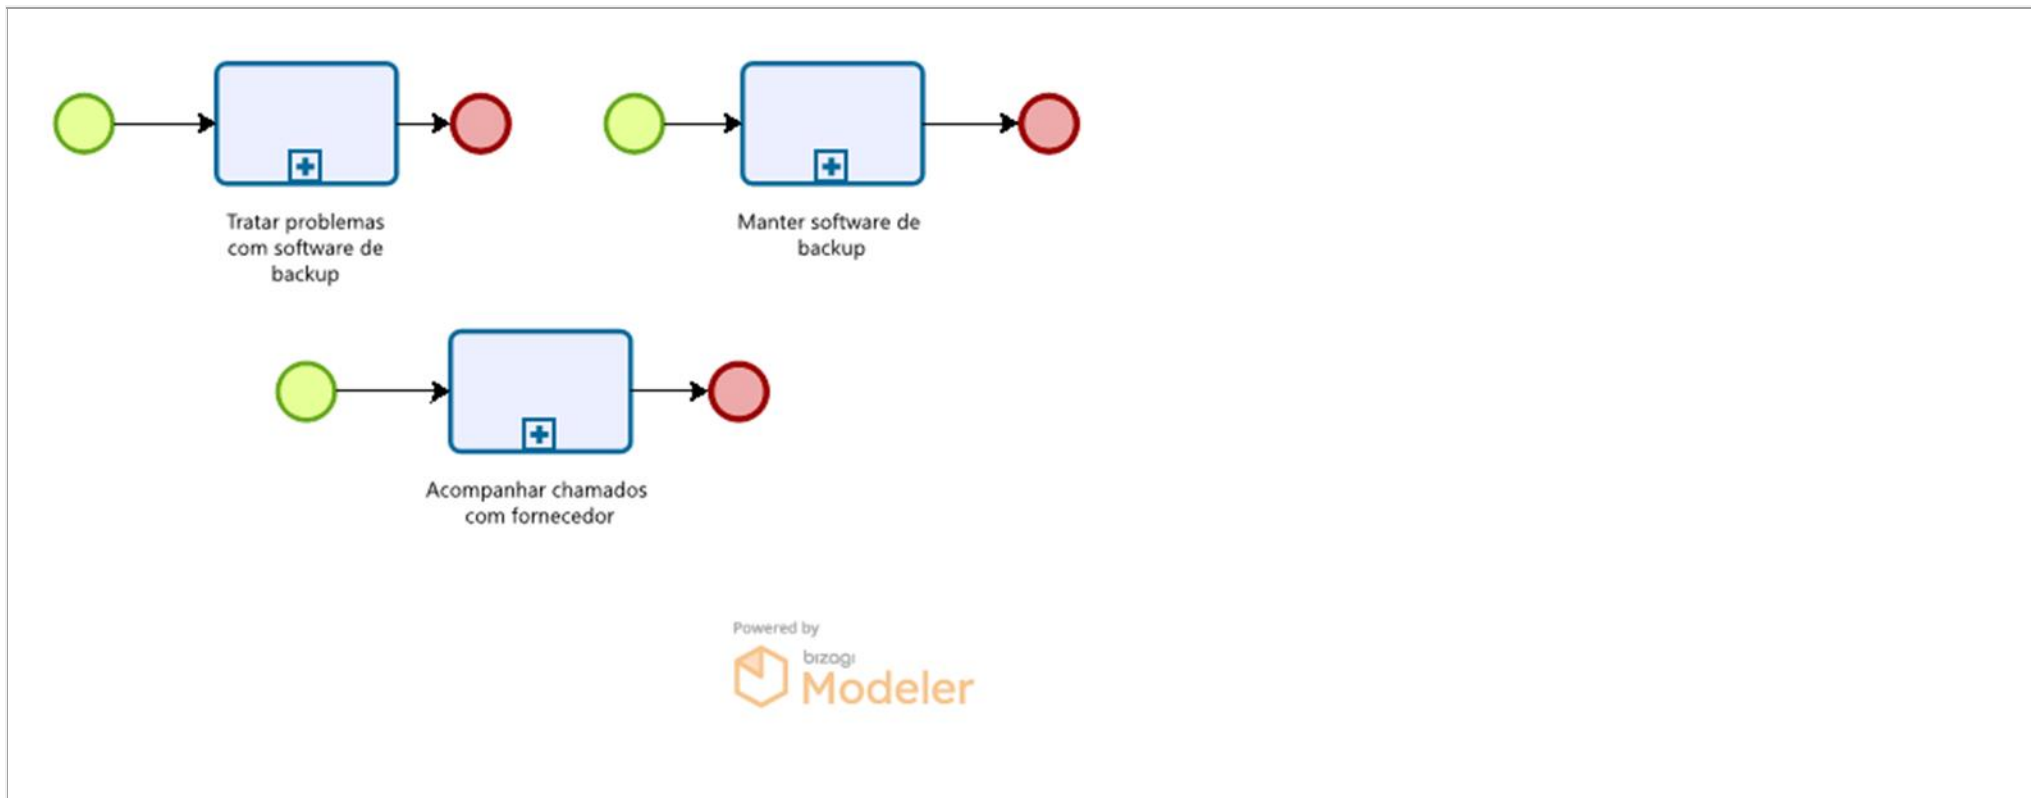 Tratar problemas
com software de
backup
Manter software de
backup
Acompanhar chamados
com fornecedor
Powered by
bizagi
Modeler